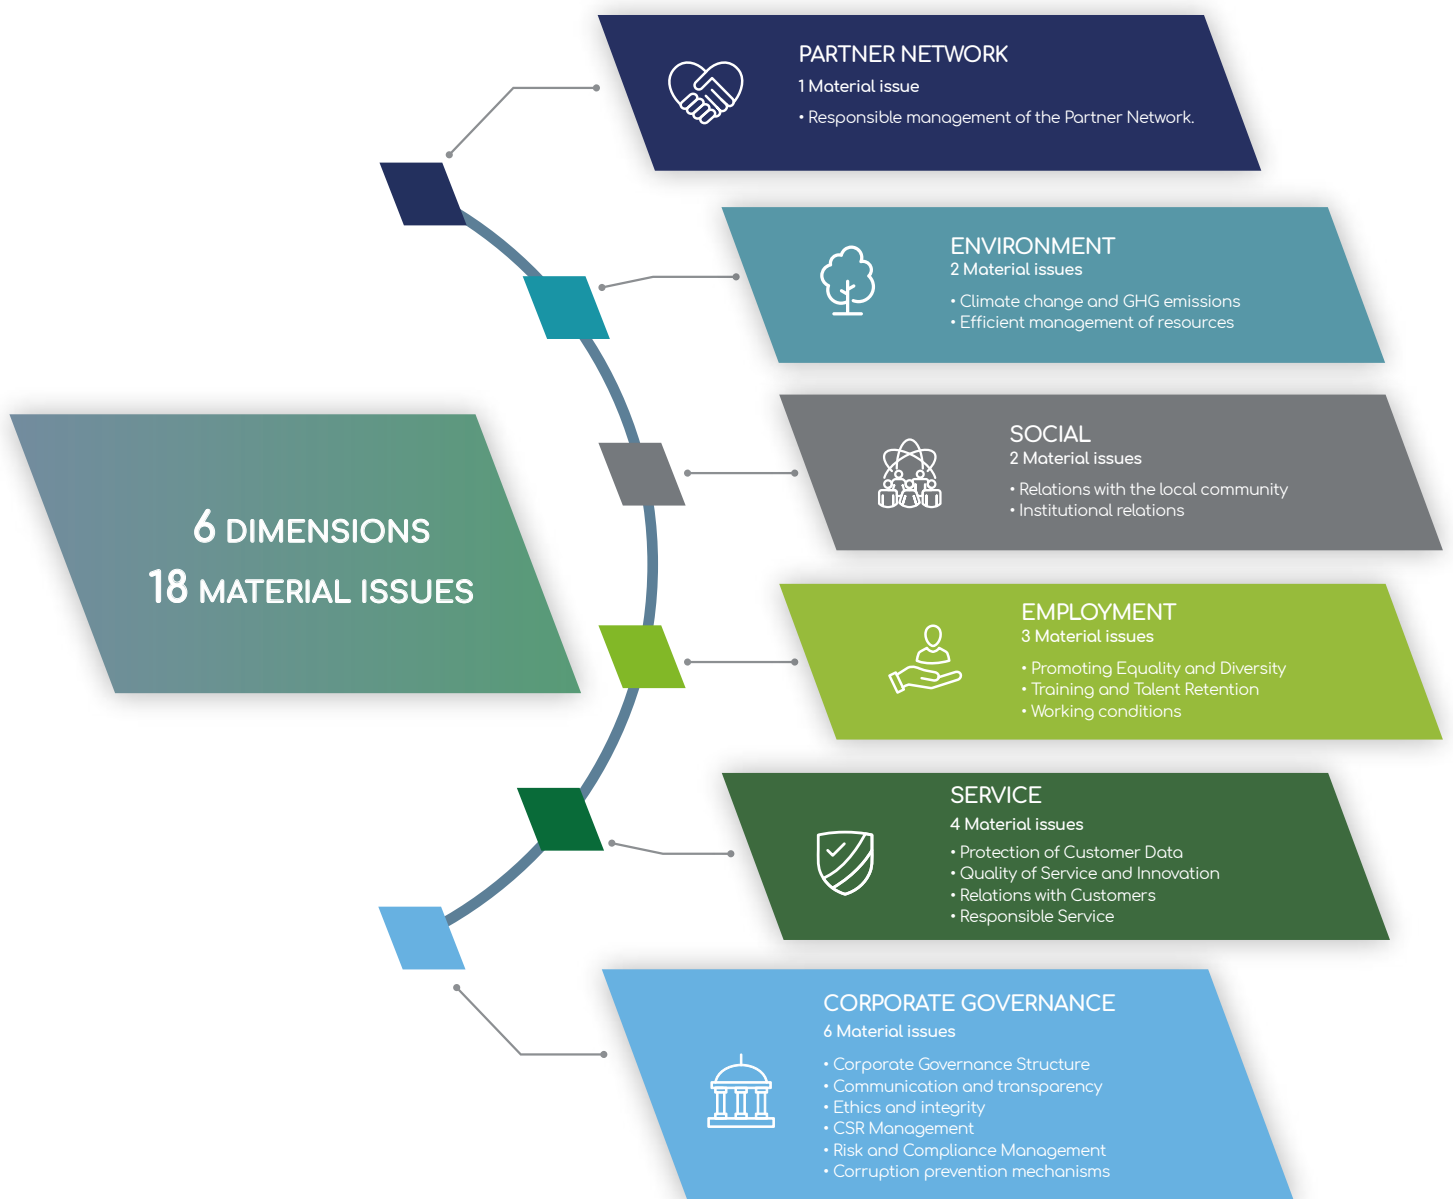 PARTNER NETWORK
1 Material issue
• Responsible management of the Partner Network.
ENVIRONMENT
2 Material issues
• Climate change and GHG emissions
• Efficient management of resources
SOCIAL
2 Material issues
• Relations with the local community
• Institutional relations
6 DIMENSIONS
18 MATERIAL ISSUES
EMPLOYMENT
3 Material issues
• Promoting Equality and Diversity
• Training and Talent Retention
• Working conditions
SERVICE
4 Material issues
• Protection of Customer Data
• Quality of Service and Innovation
• Relations with Customers
• Responsible Service
CORPORATE GOVERNANCE
6 Material issues
• Corporate Governance Structure
• Communication and transparency
• Ethics and integrity
• CSR Management
• Risk and Compliance Management
• Corruption prevention mechanisms